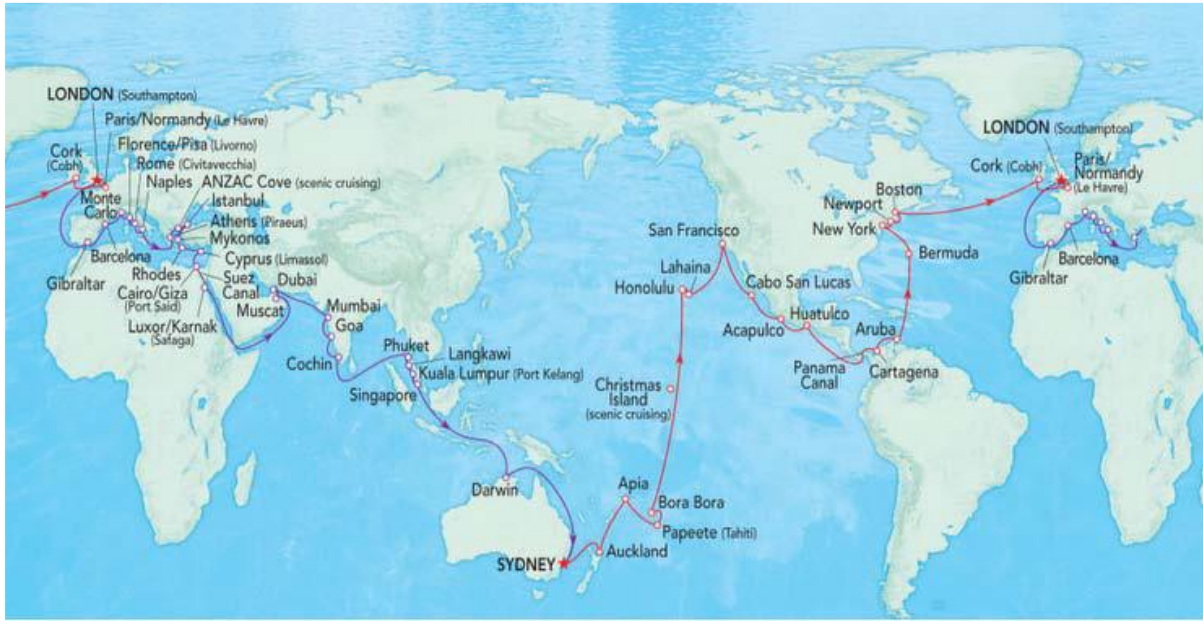 LONDON (Southampton)
Paris/Normandy (Le Havre)
Cork
(Cobh)
Florence/Pisa (Livorno)
Rome (Civitavecchia)
Naples
ANZAC Cove (scenic cruising)
Istanbul
Monte
Carlo
Athens (Piraeus)
Mykonos
Cyprus (Limassol)
Barcelona
Gibraltar
Rhodes
Cairo/Giza
(Port Said)
Suez
Canal
Luxor/Karnak
(Safaga)
Dubai
Muscat
Mumbai
Goa
Cochin
Phuket
Langkawi
Kuala Lumpur (Port Kelang)
Singapore
Darwin
SYDNEY
Auckland
Apia
Bora Bora
Papeete (Tahiti)
Christmas
Island
(scenic cruising)
Honolulu
Lahaina
San Francisco
Cabo San Lucas
Acapulco
Huatulco
Panama
Canal
Cartagena
Aruba
Bermuda
New York
Newport
Boston
Cork (Cobh)
LONDON (Southampton)
Paris/
Normandy
(Le Havre)
Gibraltar
Barcelona